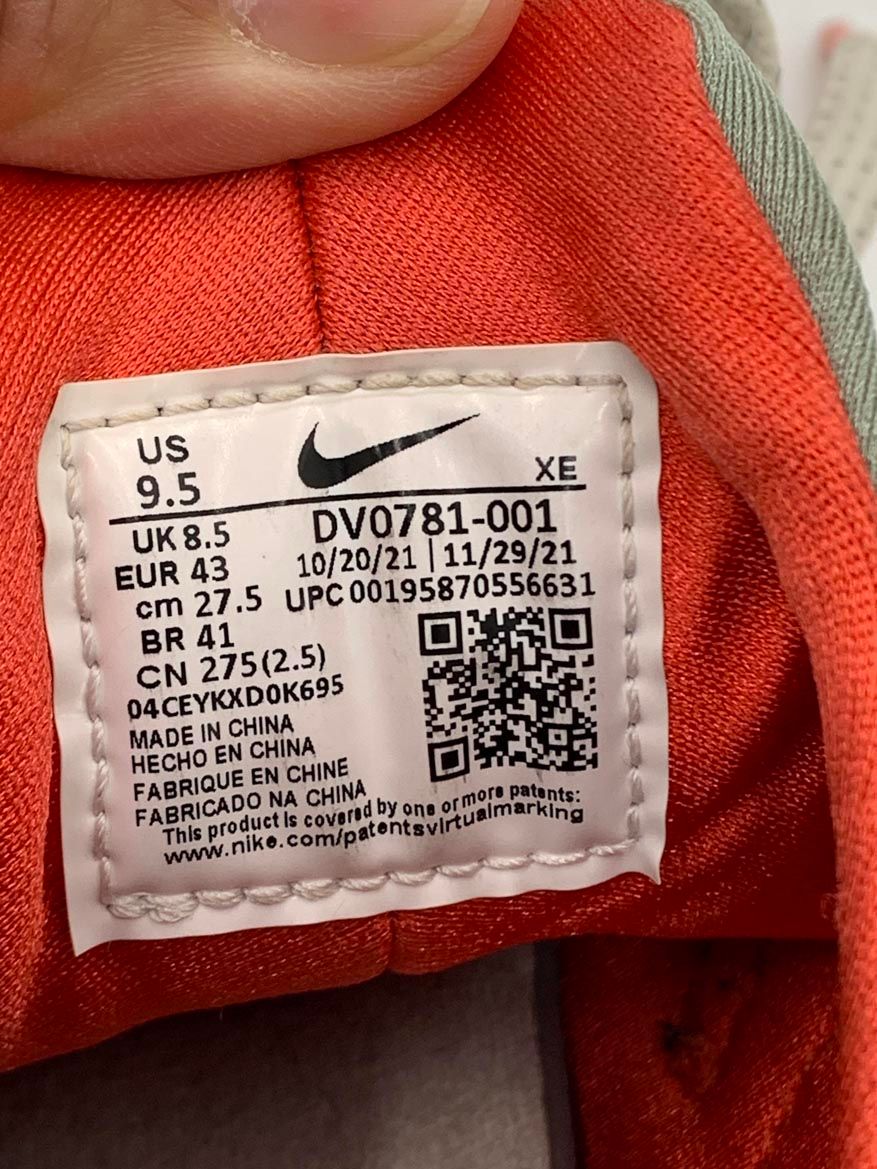 US
9.5
XE
UK 8.5
EUR 43
cm 27.5
BR 41
CN 275(2.5)
DV0781-001
10/20/21 | 11/29/21
UPC 00195870556631
04CEYKXD0K695
MADE IN CHINA
HECHO EN CHINA
FABRIQUE EN CHINE
FABRICADO NA CHINA
This product is covered by one or more patents:
www.nike.com/patentsvirtualmarking